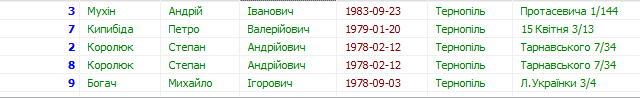 3 Мухін Андрій Іванович 1983-09-23 Тернопіль Протасевича 1/144
7 Кипибіда Петро Валерійович 1979-01-20 Тернопіль 15 Квітня 3/13
2 Королюк Степан Андрійович 1978-02-12 Тернопіль Тарнавського 7/34
8 Королюк Степан Андрійович 1978-02-12 Тернопіль Тарнавського 7/34
9 Богач Михайло Ігорович 1978-09-03 Тернопіль Л.Українки 3/4